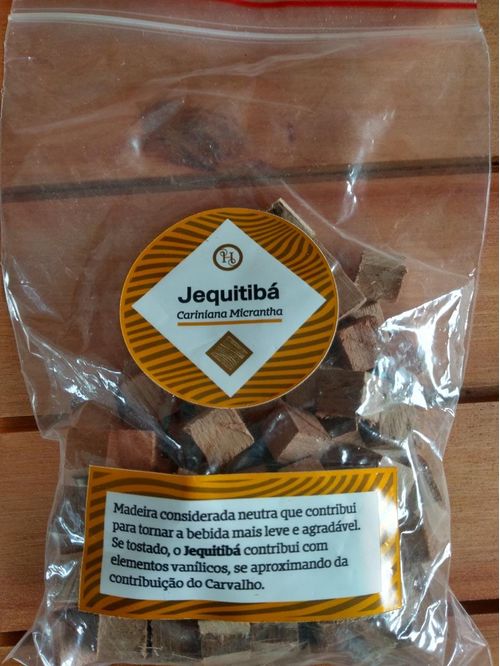 Jequitibá
Cariniana Micrantha
Madeira considerada neutra que contribui
para tornar a bebida mais leve e agradável.
Se tostado, o Jequitibá contribui com
elementos vanílicos, se aproximando da
contribuição do Carvalho.